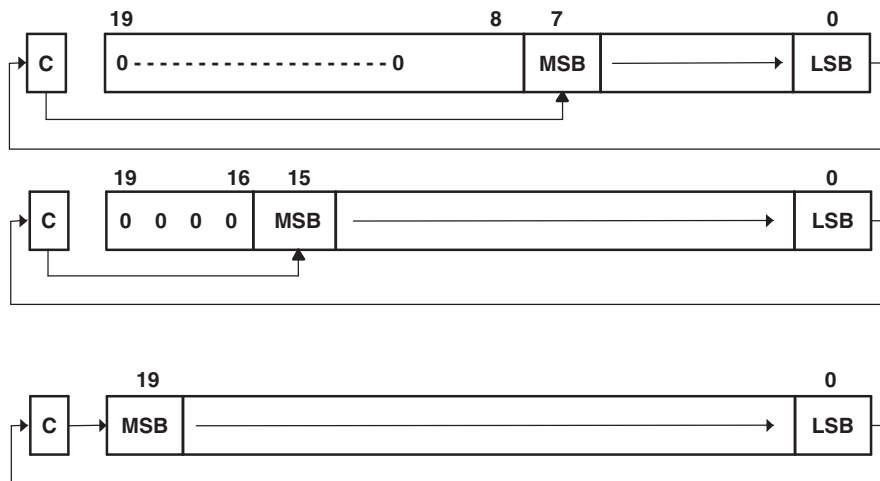 19 8 7 0
C 0 - - - - - - - - - - - - - - - - - - - 0 MSB LSB
19 16 15 0
C 0 0 0 0 MSB LSB
19 0
C MSB LSB